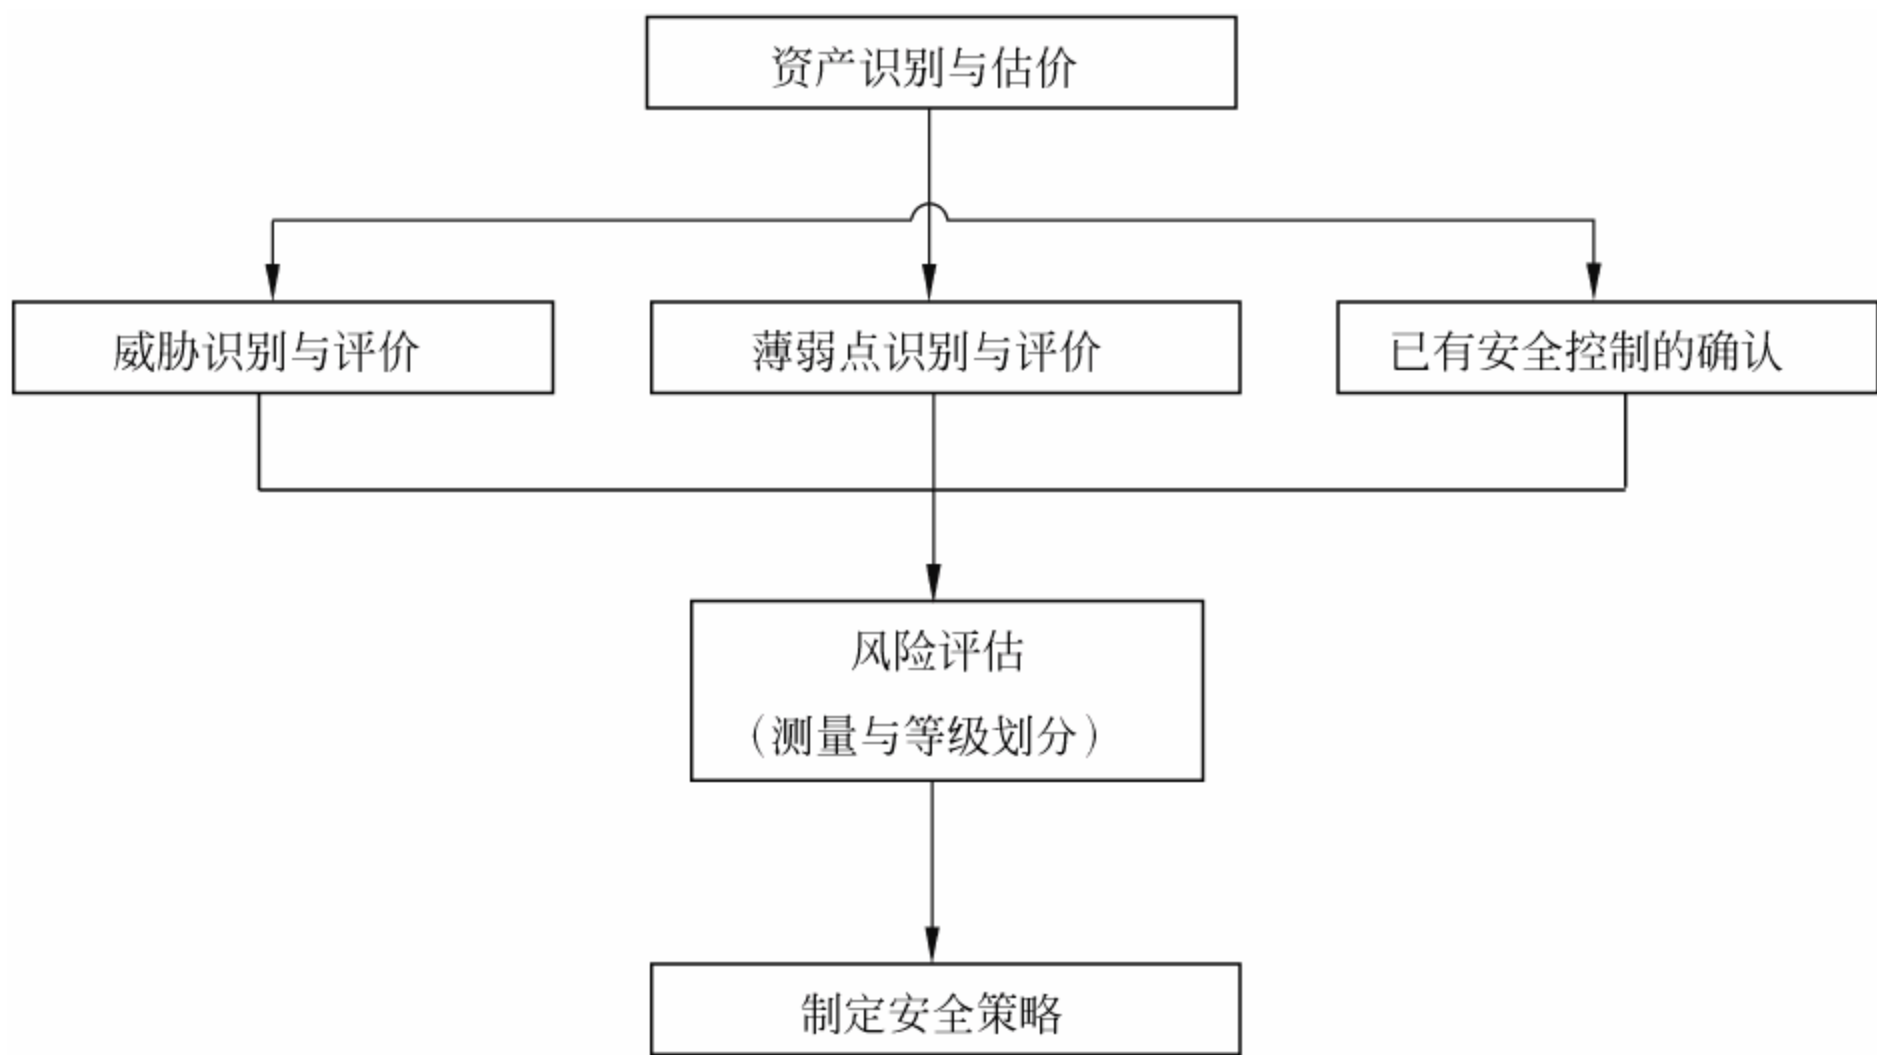 资产识别与估价
威胁识别与评价
薄弱点识别与评价
已有安全控制的确认
风险评估
（测量与等级划分）
制定安全策略